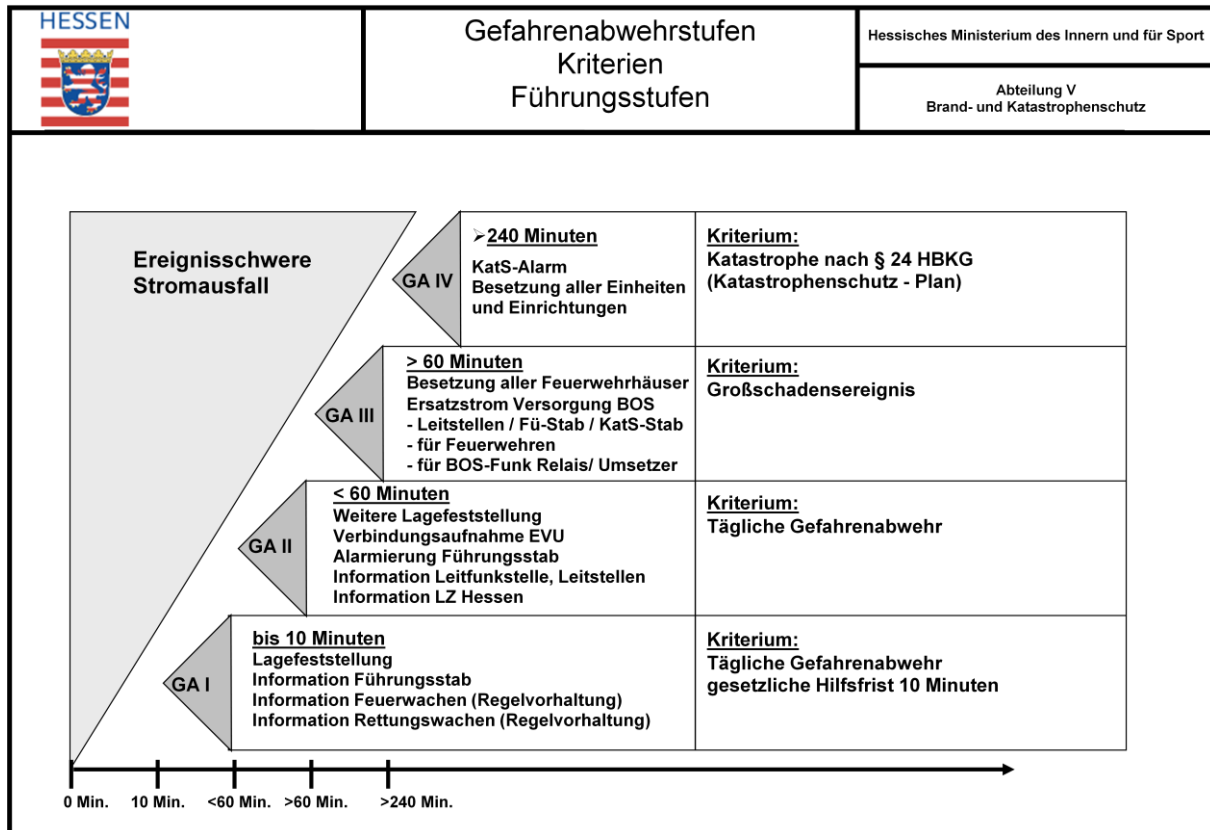 HESSEN
Gefahrenabwehrstufen
Kriterien
Führungsstufen
Hessisches Ministerium des Innern und für Sport
Abteilung V
Brand- und Katastrophenschutz
Ereignisschwere
Stromausfall
GA IV
➢240 Minuten
KatS-Alarm
Besetzung aller Einheiten
und Einrichtungen
Kriterium:
Katastrophe nach § 24 HBKG
(Katastrophenschutz - Plan)
GA III
> 60 Minuten
Besetzung aller Feuerwehrhäuser
Ersatzstrom Versorgung BOS
- Leitstellen / Fü-Stab / KatS-Stab
- für Feuerwehren
- für BOS-Funk Relais/ Umsetzer
Kriterium:
Großschadensereignis
GA II
< 60 Minuten
Weitere Lagefeststellung
Verbindungsaufnahme EVU
Alarmierung Führungsstab
Information Leitfunkstelle, Leitstellen
Information LZ Hessen
Kriterium:
Tägliche Gefahrenabwehr
GA I
bis 10 Minuten
Lagefeststellung
Information Führungsstab
Information Feuerwachen (Regelvorhaltung)
Information Rettungswachen (Regelvorhaltung)
Kriterium:
Tägliche Gefahrenabwehr
gesetzliche Hilfsfrist 10 Minuten
0 Min. 10 Min. <60 Min. >60 Min. >240 Min.